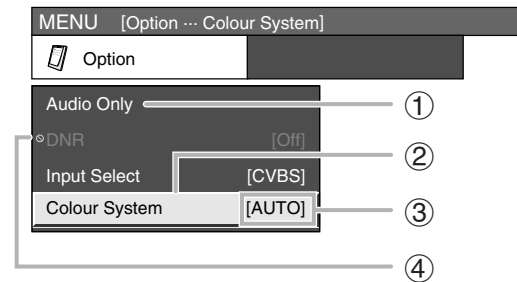 MENU [Option ··· Colour System]
Option
Audio Only ①
DNR [Off]
②
Input Select [CVBS]
Colour System [AUTO] ③
④